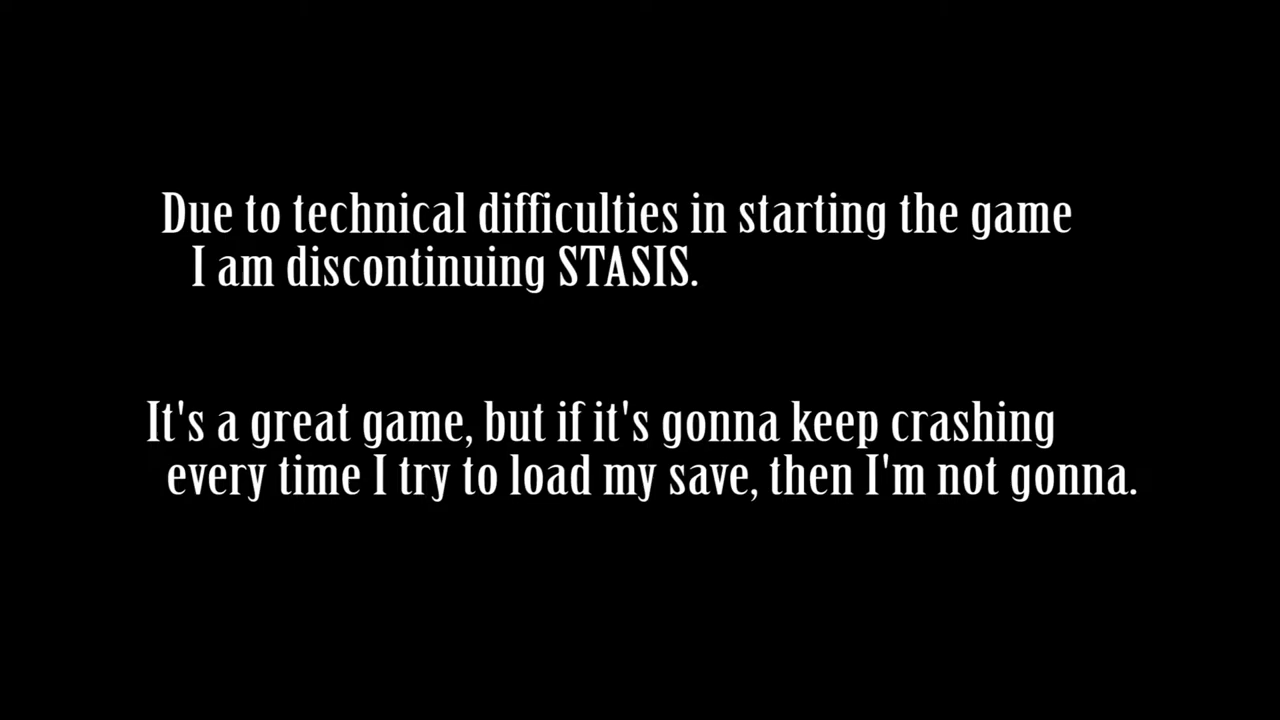 Due to technical difficulties in starting the game
I am discontinuing STASIS.
It's a great game, but if it's gonna keep crashing
every time I try to load my save, then I'm not gonna.